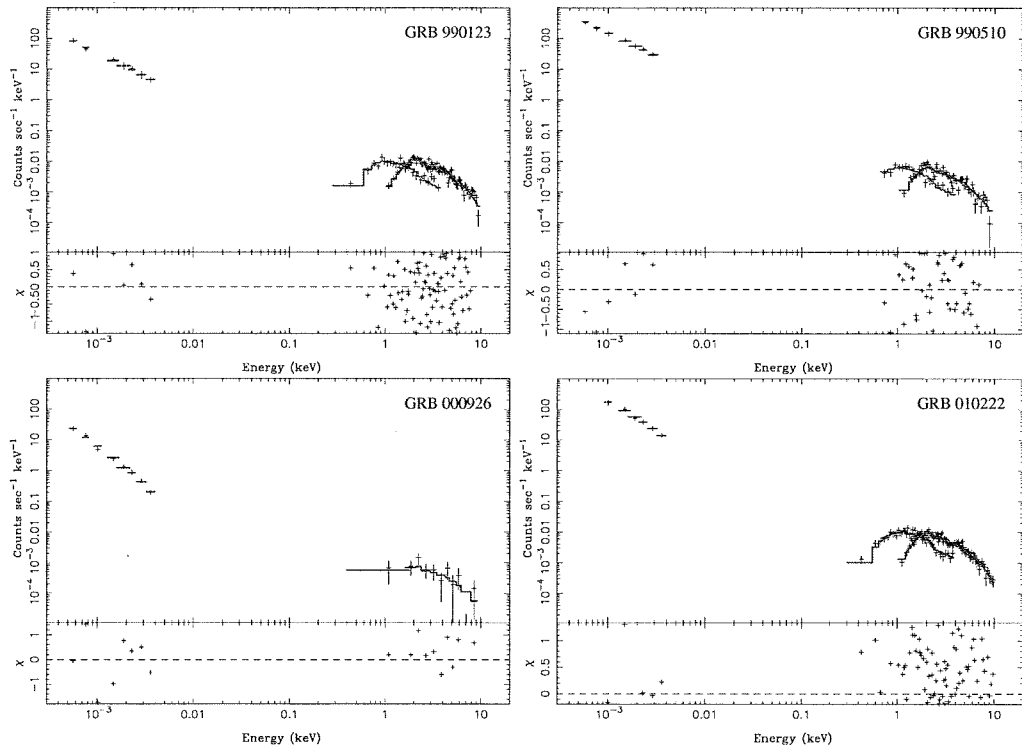 GRB 990123
100
10
1
0.1
0.01
10⁻³
10⁻⁴
Counts sec⁻¹ keV⁻¹
0.5
0
−0.5
−1
χ
10⁻³ 0.01 0.1 1 10
Energy (keV)
GRB 990510
100
10
1
0.1
0.01
10⁻³
10⁻⁴
Counts sec⁻¹ keV⁻¹
0.5
0
−0.5
−1
χ
10⁻³ 0.01 0.1 1 10
Energy (keV)
GRB 000926
100
10
1
0.1
0.01
10⁻³
10⁻⁴
Counts sec⁻¹ keV⁻¹
1
0
−1
χ
10⁻³ 0.01 0.1 1 10
Energy (keV)
GRB 010222
100
10
1
0.1
0.01
10⁻³
10⁻⁴
Counts sec⁻¹ keV⁻¹
1
0.5
0
χ
10⁻³ 0.01 0.1 1 10
Energy (keV)